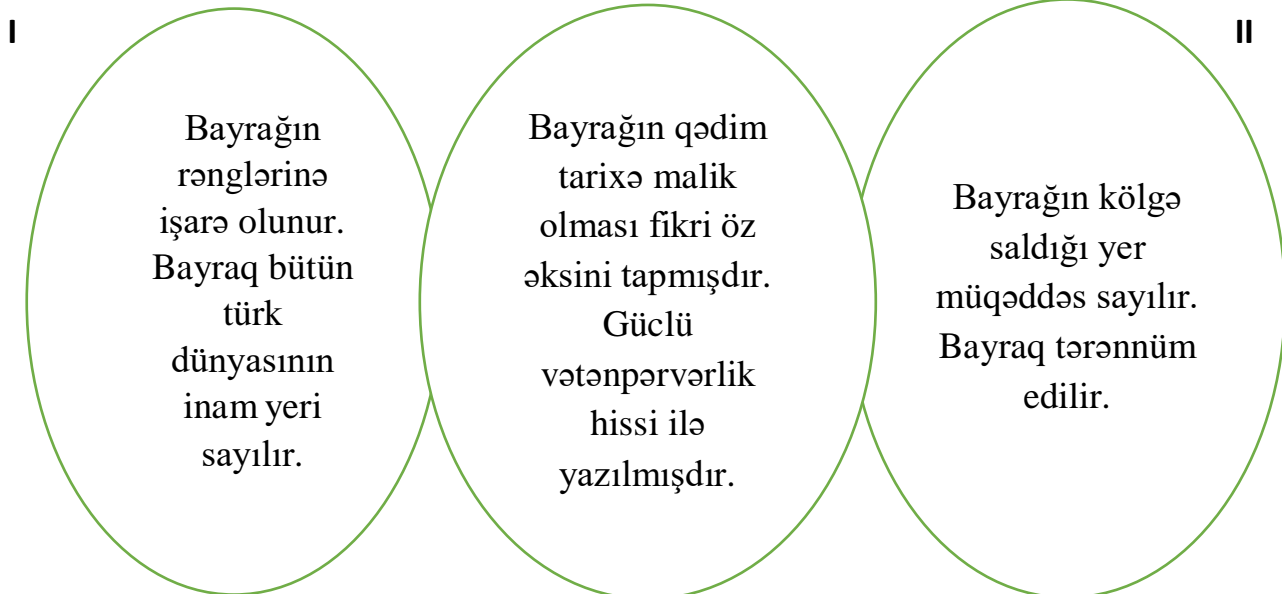 I
II
Bayrağın
rənglərinə
işarə olunur.
Bayraq bütün
türk
dünyasının
inam yeri
sayılır.
Bayrağın qədim
tarixə malik
olması fikri öz
əksini tapmışdır.
Güclü
vətənpərvərlik
hissi ilə
yazılmışdır.
Bayrağın kölgə
saldığı yer
müqəddəs sayılır.
Bayraq tərənnüm
edilir.